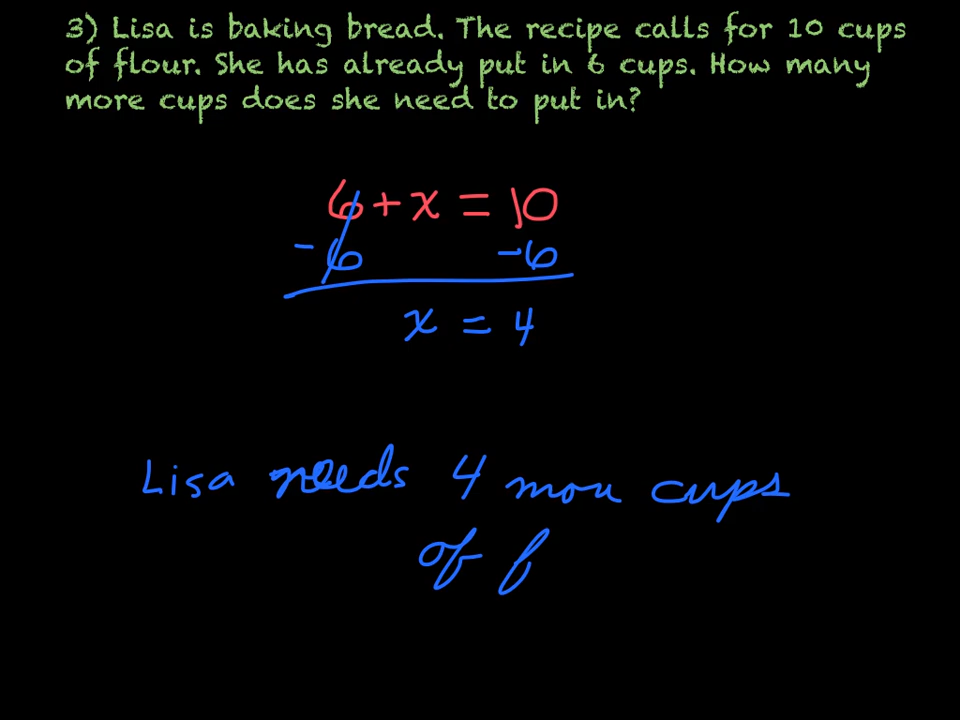 3) Lisa is baking bread. The recipe calls for 10 cups
of flour. She has already put in 6 cups. How many
more cups does she need to put in?
6 + x = 10
-6 -6
x = 4
Lisa needs 4 more cups
of f